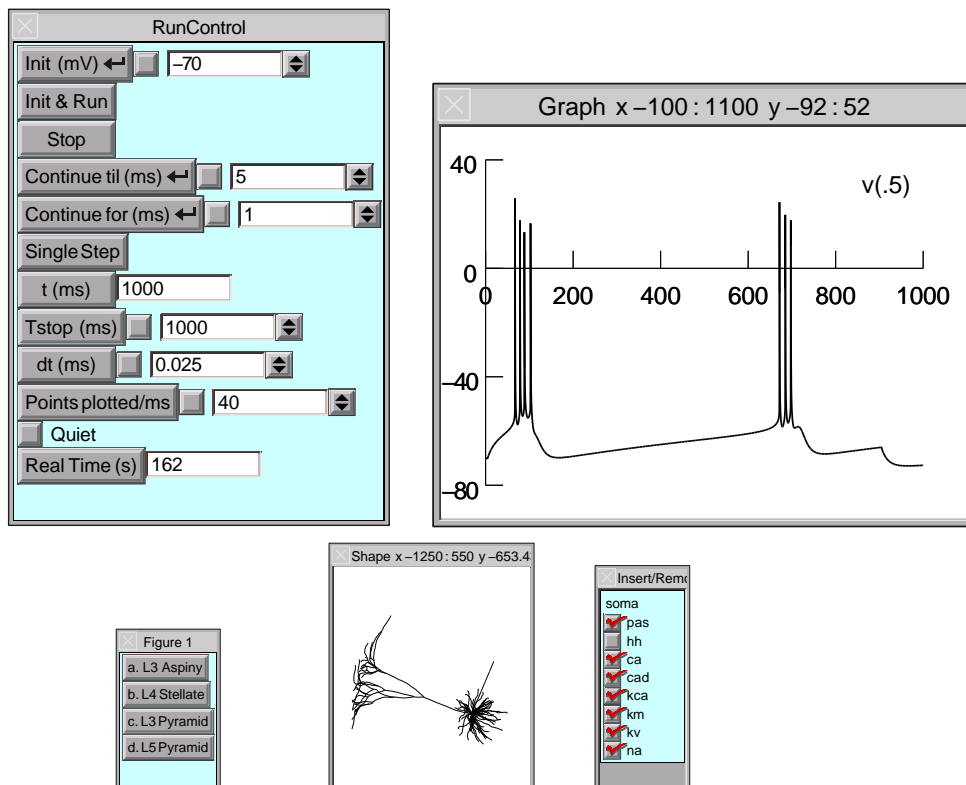 RunControl
Init (mV) –70
Init & Run
Stop
Continue til (ms) 5
Continue for (ms) 1
Single Step
t (ms) 1000
Tstop (ms) 1000
dt (ms) 0.025
Points plotted/ms 40
Quiet
Real Time (s) 162
Graph x –100 : 1100 y –92 : 52
40
v(.5)
0
0 200 400 600 800 1000
–40
–80
Figure 1
a. L3 Aspiny
b. L4 Stellate
c. L3 Pyramid
d. L5 Pyramid
Shape x –1250 : 550 y –653.4
Insert/Remo
soma
pas
hh
ca
cad
kca
km
kv
na